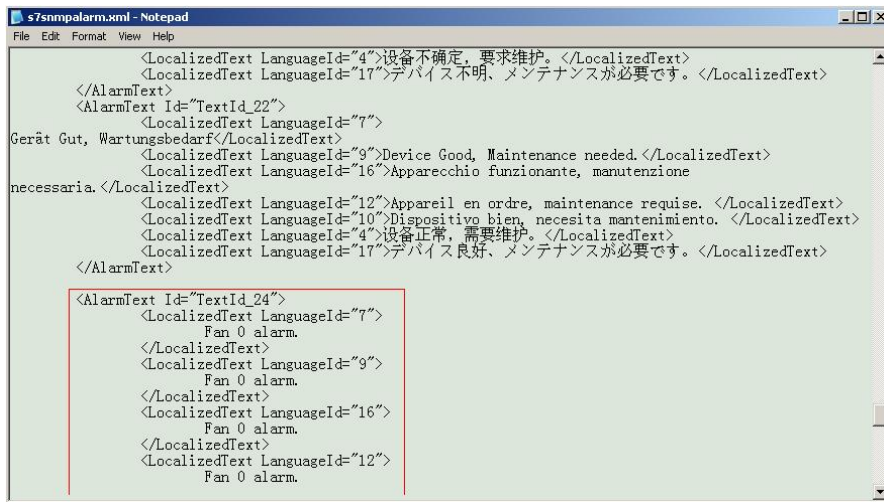 s7snmpalarm.xml - Notepad
File Edit Format View Help
<LocalizedText LanguageId="4">设备不确定，要求维护。</LocalizedText>
<LocalizedText LanguageId="17">デバイス不明、メンテナンスが必要です。</LocalizedText>
</AlarmText>
<AlarmText Id="TextId_22">
<LocalizedText LanguageId="7">
Gerät Gut, Wartungsbedarf</LocalizedText>
<LocalizedText LanguageId="9">Device Good, Maintenance needed.</LocalizedText>
<LocalizedText LanguageId="16">Apparecchio funzionante, manutenzione
necessaria.</LocalizedText>
<LocalizedText LanguageId="12">Appareil en ordre, maintenance requise. </LocalizedText>
<LocalizedText LanguageId="10">Dispositivo bien, necesita mantenimiento. </LocalizedText>
<LocalizedText LanguageId="4">设备正常，需要维护。</LocalizedText>
<LocalizedText LanguageId="17">デバイス良好、メンテナンスが必要です。</LocalizedText>
</AlarmText>
<AlarmText Id="TextId_24">
<LocalizedText LanguageId="7">
Fan 0 alarm.
</LocalizedText>
<LocalizedText LanguageId="9">
Fan 0 alarm.
</LocalizedText>
<LocalizedText LanguageId="16">
Fan 0 alarm.
</LocalizedText>
<LocalizedText LanguageId="12">
Fan 0 alarm.